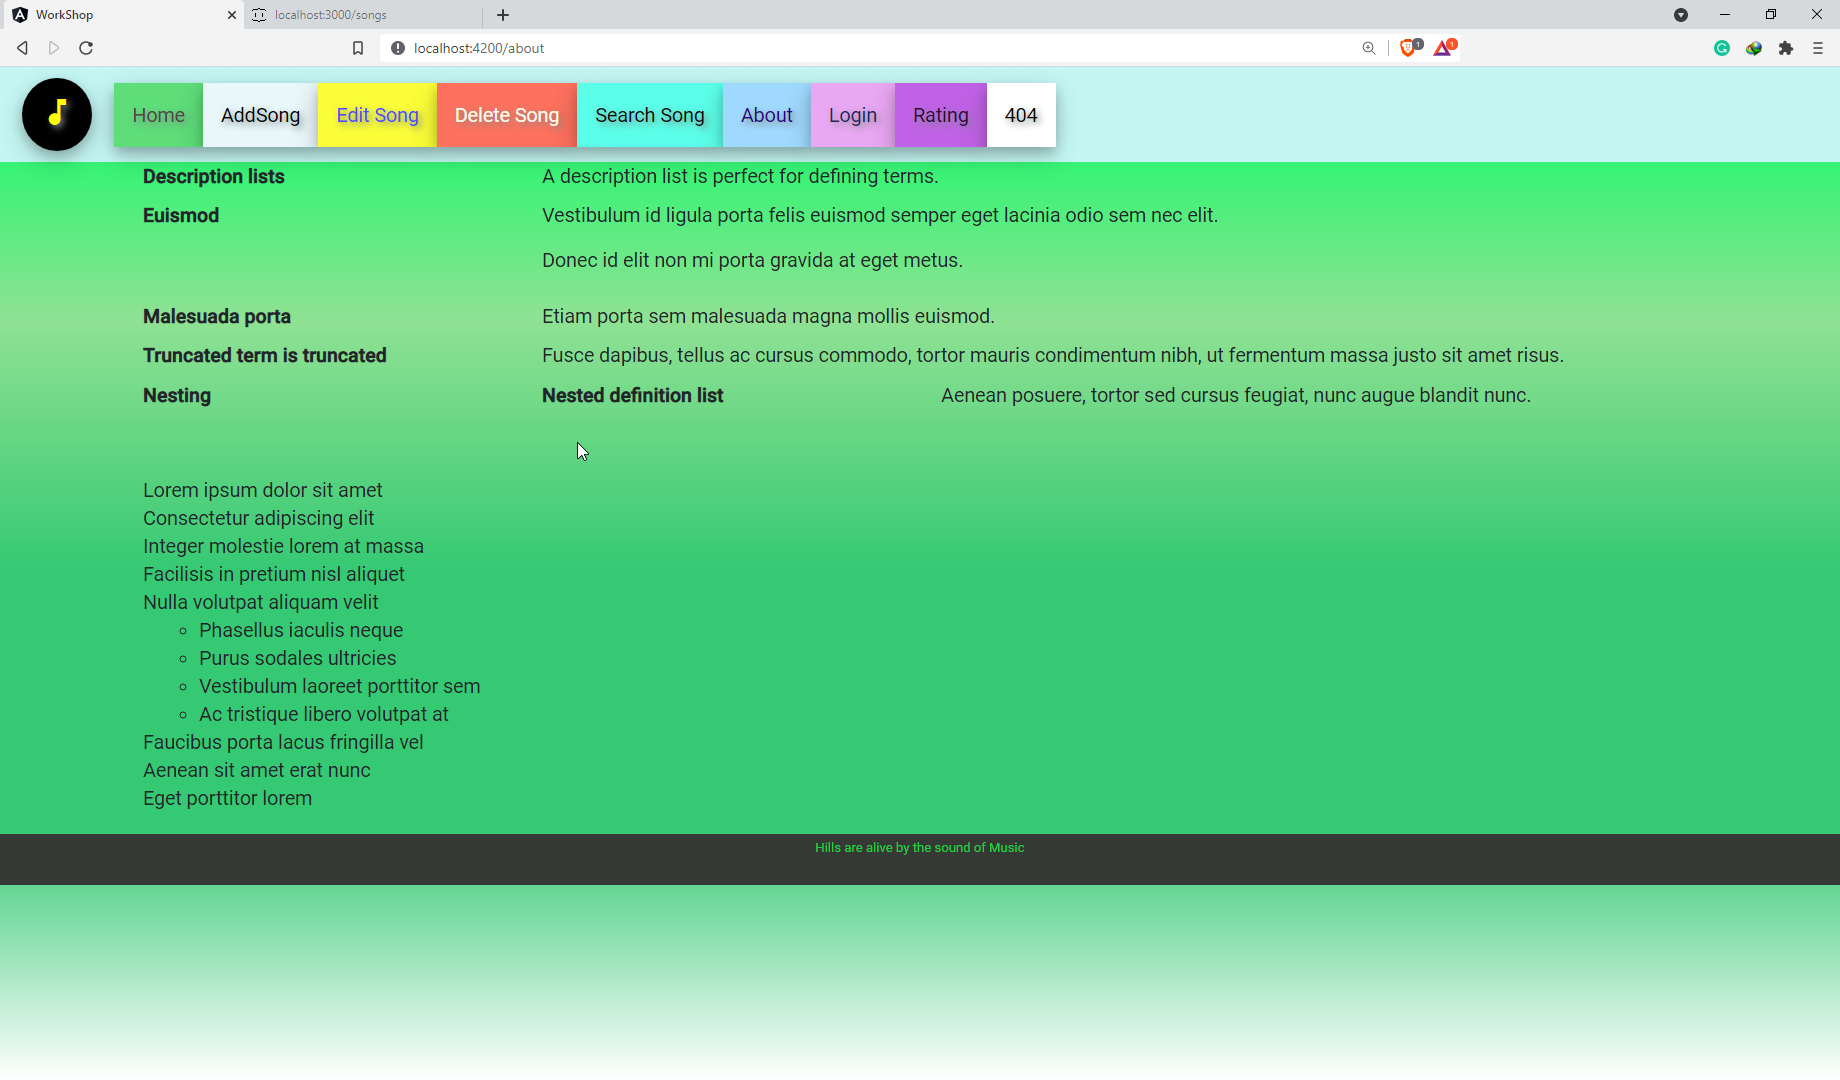 WorkShop
localhost:3000/songs
localhost:4200/about
1
1
Home AddSong Edit Song Delete Song Search Song About Login Rating 404
Description lists A description list is perfect for defining terms.
Euismod Vestibulum id ligula porta felis euismod semper eget lacinia odio sem nec elit.
Donec id elit non mi porta gravida at eget metus.
Malesuada porta Etiam porta sem malesuada magna mollis euismod.
Truncated term is truncated Fusce dapibus, tellus ac cursus commodo, tortor mauris condimentum nibh, ut fermentum massa justo sit amet risus.
Nesting Nested definition list Aenean posuere, tortor sed cursus feugiat, nunc augue blandit nunc.
Lorem ipsum dolor sit amet
Consectetur adipiscing elit
Integer molestie lorem at massa
Facilisis in pretium nisl aliquet
Nulla volutpat aliquam velit
Phasellus iaculis neque
Purus sodales ultricies
Vestibulum laoreet porttitor sem
Ac tristique libero volutpat at
Faucibus porta lacus fringilla vel
Aenean sit amet erat nunc
Eget porttitor lorem
Hills are alive by the sound of Music